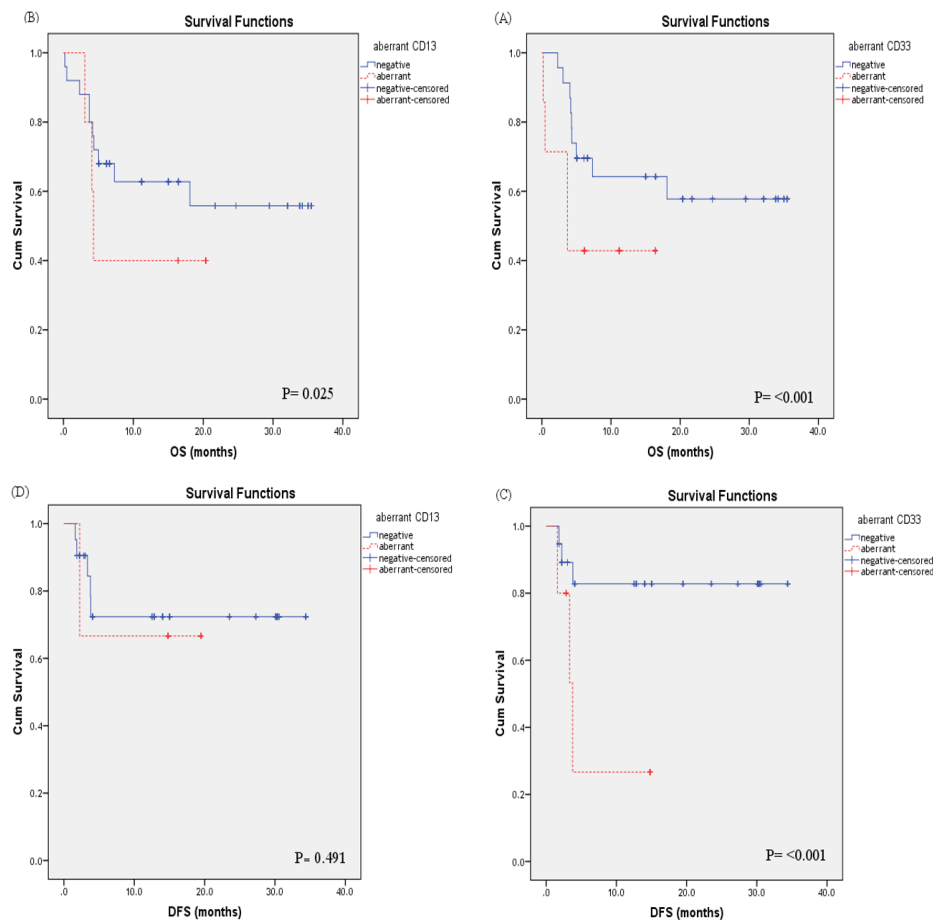 (B)
Survival Functions
aberrant CD13
negative
aberrant
negative-censored
aberrant-censored
1.0
0.8
0.6
0.4
0.2
0.0
Cum Survival
P= 0.025
.0 10.0 20.0 30.0 40.0
OS (months)
(A)
Survival Functions
aberrant CD33
negative
aberrant
negative-censored
aberrant-censored
1.0
0.8
0.6
0.4
0.2
0.0
Cum Survival
P= <0.001
.0 10.0 20.0 30.0 40.0
OS (months)
(D)
Survival Functions
aberrant CD13
negative
aberrant
negative-censored
aberrant-censored
1.0
0.8
0.6
0.4
0.2
0.0
Cum Survival
P= 0.491
.0 10.0 20.0 30.0 40.0
DFS (months)
(C)
Survival Functions
aberrant CD33
negative
aberrant
negative-censored
aberrant-censored
1.0
0.8
0.6
0.4
0.2
0.0
Cum Survival
P= <0.001
.0 10.0 20.0 30.0 40.0
DFS (months)